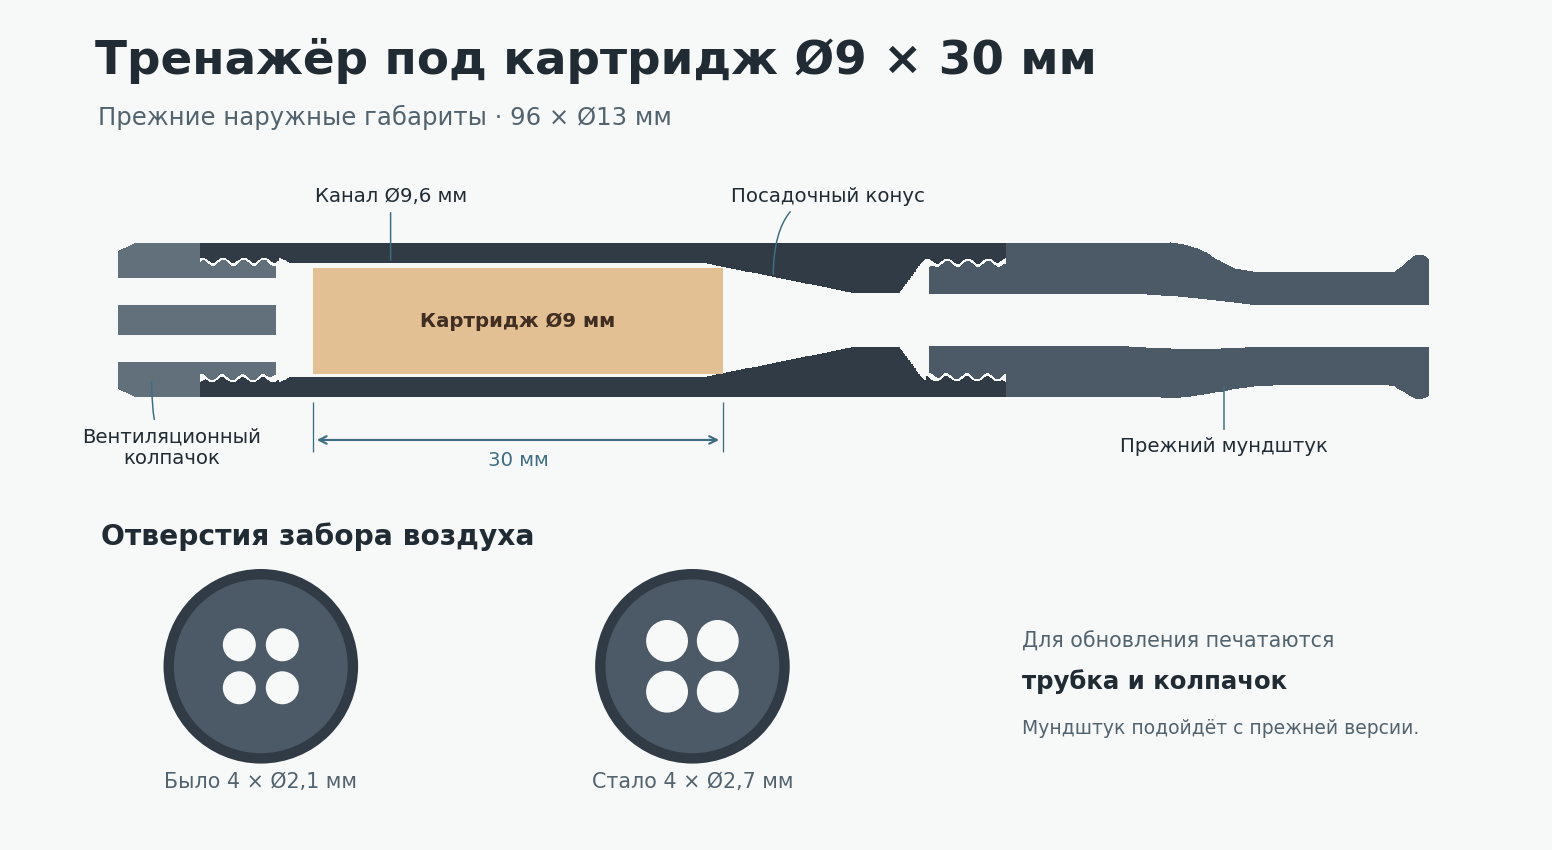 Тренажёр под картридж Ø9 × 30 мм
Прежние наружные габариты · 96 × Ø13 мм
Канал Ø9,6 мм
Посадочный конус
Картридж Ø9 мм
Вентиляционный
колпачок
30 мм
Прежний мундштук
Отверстия забора воздуха
Для обновления печатаются
трубка и колпачок
Мундштук подойдёт с прежней версии.
Было 4 × Ø2,1 мм
Стало 4 × Ø2,7 мм